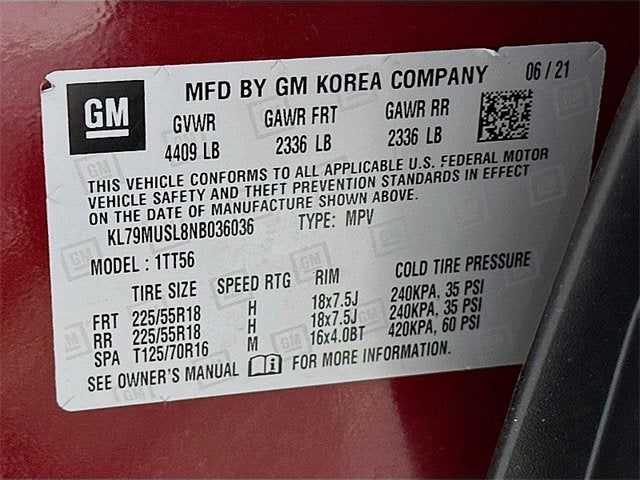 GM
MFD BY GM KOREA COMPANY 06/21
GVWR GAWR FRT GAWR RR
4409 LB 2336 LB 2336 LB
THIS VEHICLE CONFORMS TO ALL APPLICABLE U.S. FEDERAL MOTOR
VEHICLE SAFETY AND THEFT PREVENTION STANDARDS IN EFFECT
ON THE DATE OF MANUFACTURE SHOWN ABOVE.
KL79MUSL8NB036036 TYPE: MPV
MODEL : 1TT56
TIRE SIZE SPEED RTG RIM COLD TIRE PRESSURE
FRT 225/55R18 H 18x7.5J 240KPA, 35 PSI
RR 225/55R18 H 18x7.5J 240KPA, 35 PSI
SPA T125/70R16 M 16x4.0BT 420KPA, 60 PSI
SEE OWNER'S MANUAL FOR MORE INFORMATION.